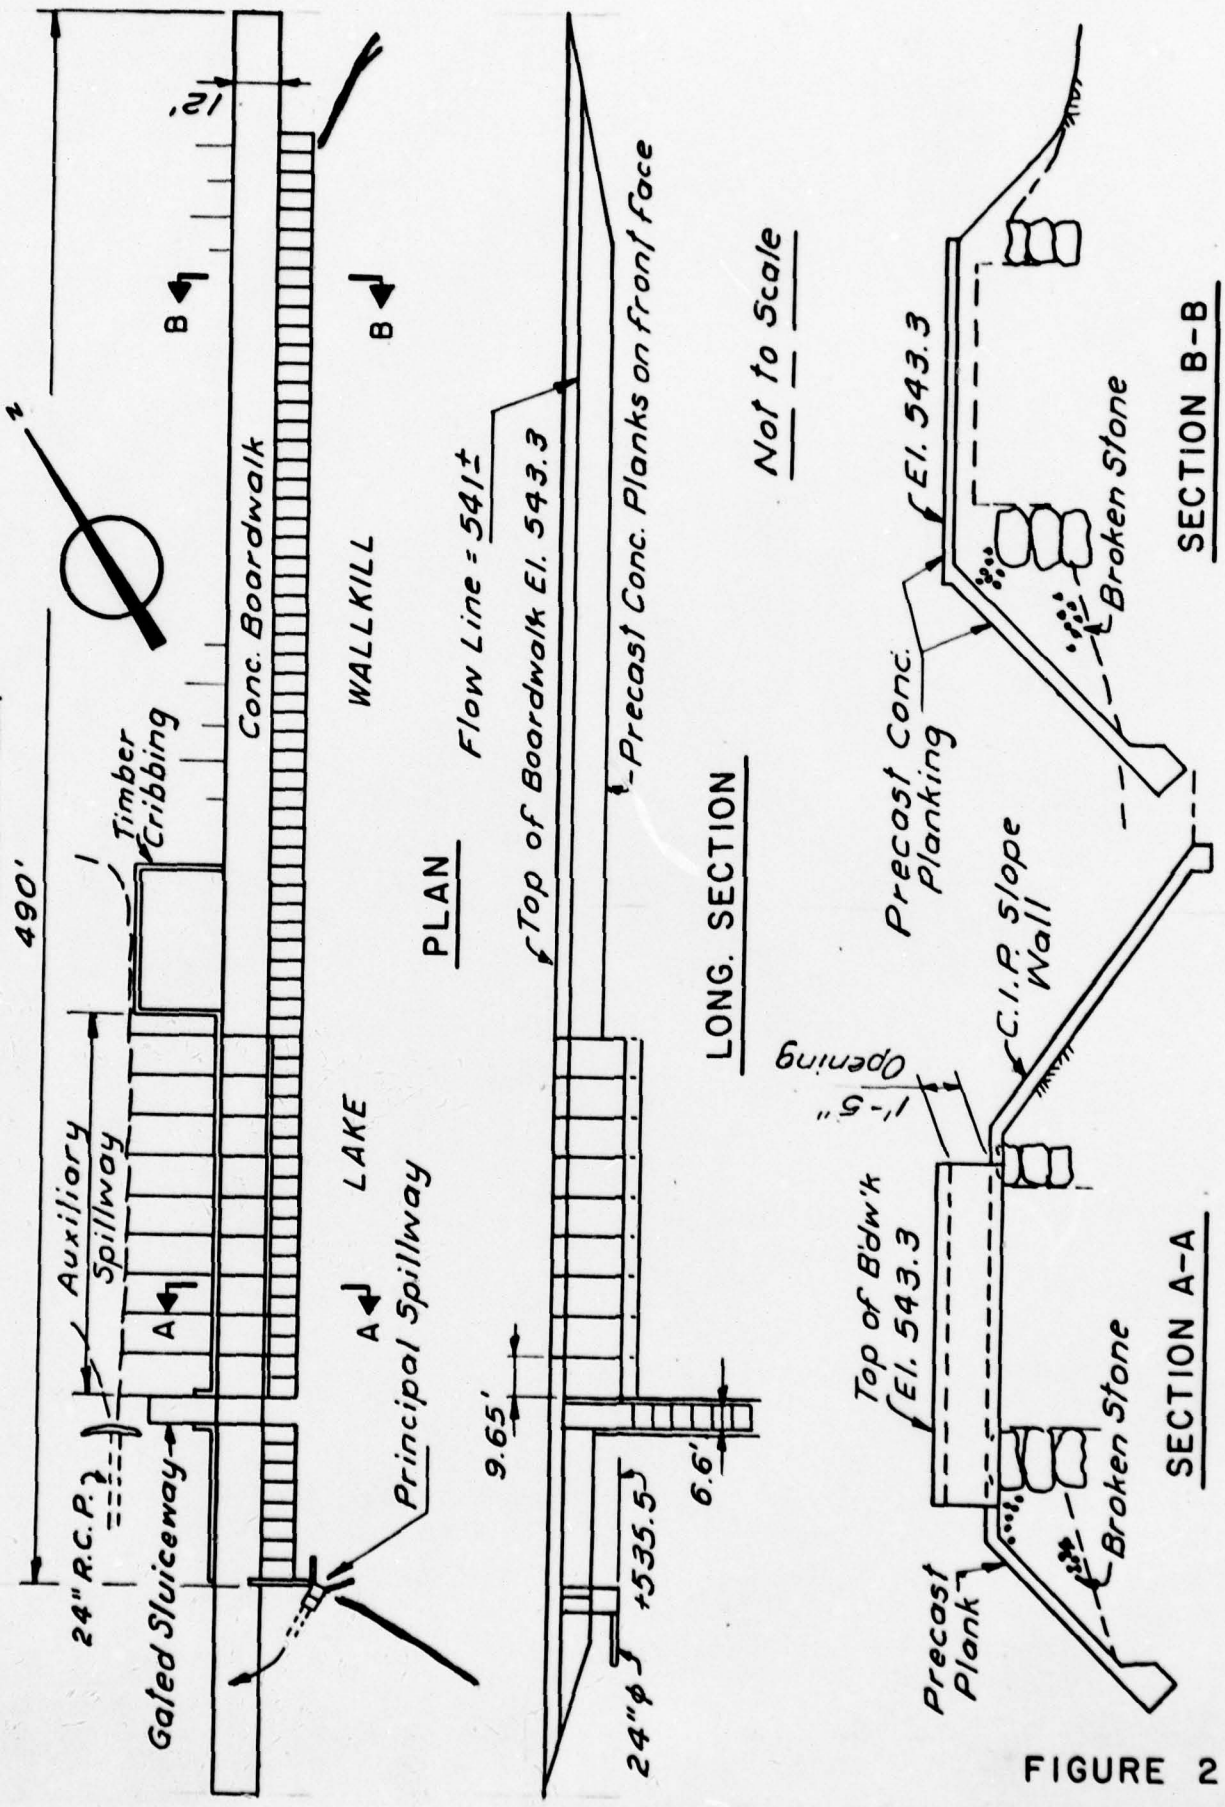 490'
12'
N
B
B
Conc. Boardwalk
Timber
Cribbing
Auxiliary
Spillway
A
A
24" R.C.P.
Gated Sluiceway
WALLKILL
LAKE
Principal Spillway
PLAN
Flow Line = 541±
Top of Boardwalk El. 543.3
Precast Conc. Planks on front face
9.65'
6.6'
+535.5
24"φ
LONG. SECTION
Not to Scale
Top of B'dw'k
El. 543.3
1'-5"
Opening
C.I.P. Slope
Wall
Precast
Plank
Broken Stone
SECTION A-A
Precast Conc.
Planking
El. 543.3
Broken Stone
SECTION B-B
FIGURE 2